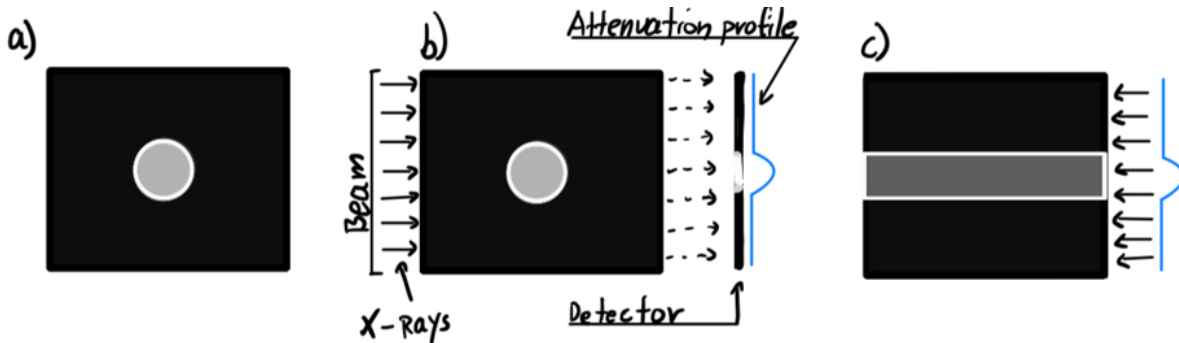 a)
b)
Attenuation profile
c)
Beam
X-Rays
Detector